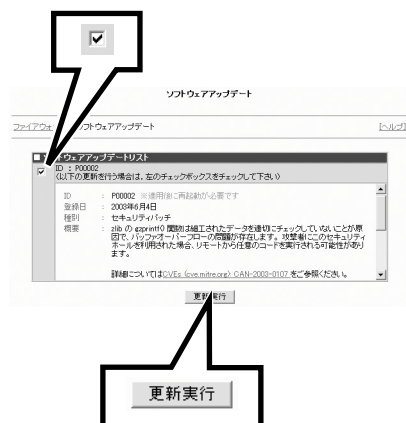 ソフトウェアアップデート
ファイアウォ ソフトウェアアップデート [ヘルプ]
トウェアアップデートリスト
ID : P00002
(以下の更新を行う場合は、左のチェックボックスをチェックして下さい)
ID : P00002 ※適用後に再起動が必要です
登録日 : 2003年6月4日
種別 : セキュリティパッチ
概要 : zlib の gzprintf() 関数は細工されたデータを適切にチェックしていないことが原
因で、バッファオーバーフローの問題が存在します。攻撃者にこのセキュリティ
ホールを利用された場合、リモートから任意のコードを実行される可能性があり
ます。
詳細についてはCVEs (cve.mitre.org) CAN-2003-0107 をご参照ください。
更新実行
更新実行